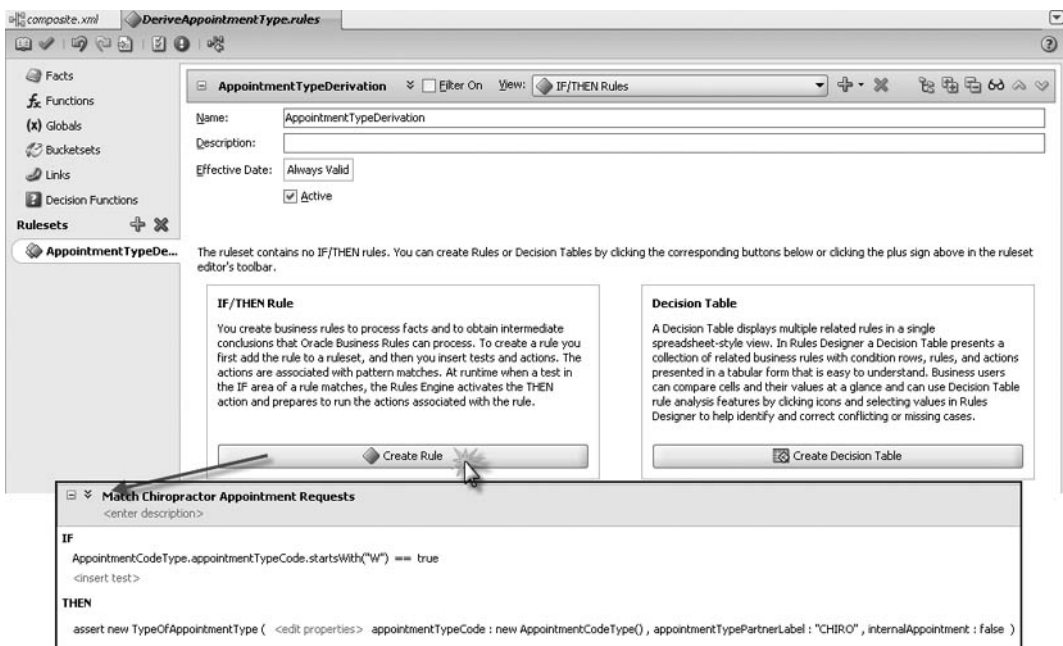 composite.xml DeriveAppointmentType.rules
Facts
Functions
(x) Globals
Bucketsets
Links
Decision Functions
Rulesets
AppointmentTypeDe...
AppointmentTypeDerivation Filter On View: IF/THEN Rules
Name: AppointmentTypeDerivation
Description:
Effective Date: Always Valid
Active
The ruleset contains no IF/THEN rules. You can create Rules or Decision Tables by clicking the corresponding buttons below or clicking the plus sign above in the ruleset
editor's toolbar.
IF/THEN Rule
You create business rules to process facts and to obtain intermediate
conclusions that Oracle Business Rules can process. To create a rule you
first add the rule to a ruleset, and then you insert tests and actions. The
actions are associated with pattern matches. At runtime when a test in
the IF area of a rule matches, the Rules Engine activates the THEN
action and prepares to run the actions associated with the rule.
Create Rule
Decision Table
A Decision Table displays multiple related rules in a single
spreadsheet-style view. In Rules Designer a Decision Table presents a
collection of related business rules with condition rows, rules, and actions
presented in a tabular form that is easy to understand. Business users
can compare cells and their values at a glance and can use Decision Table
rule analysis features by clicking icons and selecting values in Rules
Designer to help identify and correct conflicting or missing cases.
Create Decision Table
Match Chiropractor Appointment Requests
<enter description>
IF
AppointmentCodeType.appointmentTypeCode.startsWith("W") == true
<insert test>
THEN
assert new TypeOfAppointmentType ( <edit properties> appointmentTypeCode : new AppointmentCodeType() , appointmentTypePartnerLabel : "CHIRO" , internalAppointment : false )